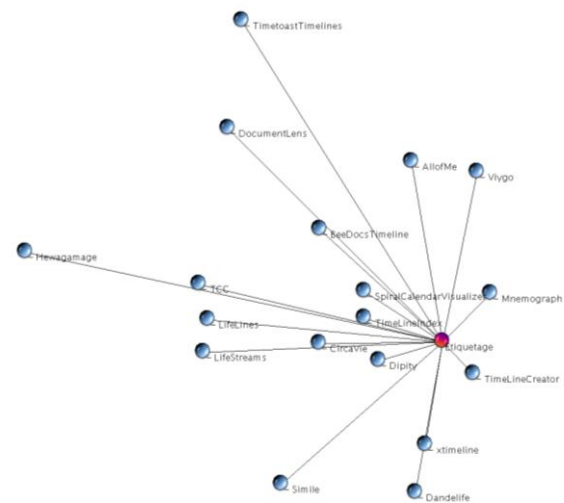 TimetoastTimelines
DocumentLens
AllofMe
Viygo
BeeDocsTimeline
Hewagamage
TCC
SpiralCalendarVisualizer
Mnemograph
LifeLines
TimeLineIndex
CircaVie
Etiquetage
LifeStreams
Dipity
TimeLineCreator
xtimeline
Simile
Dandelife